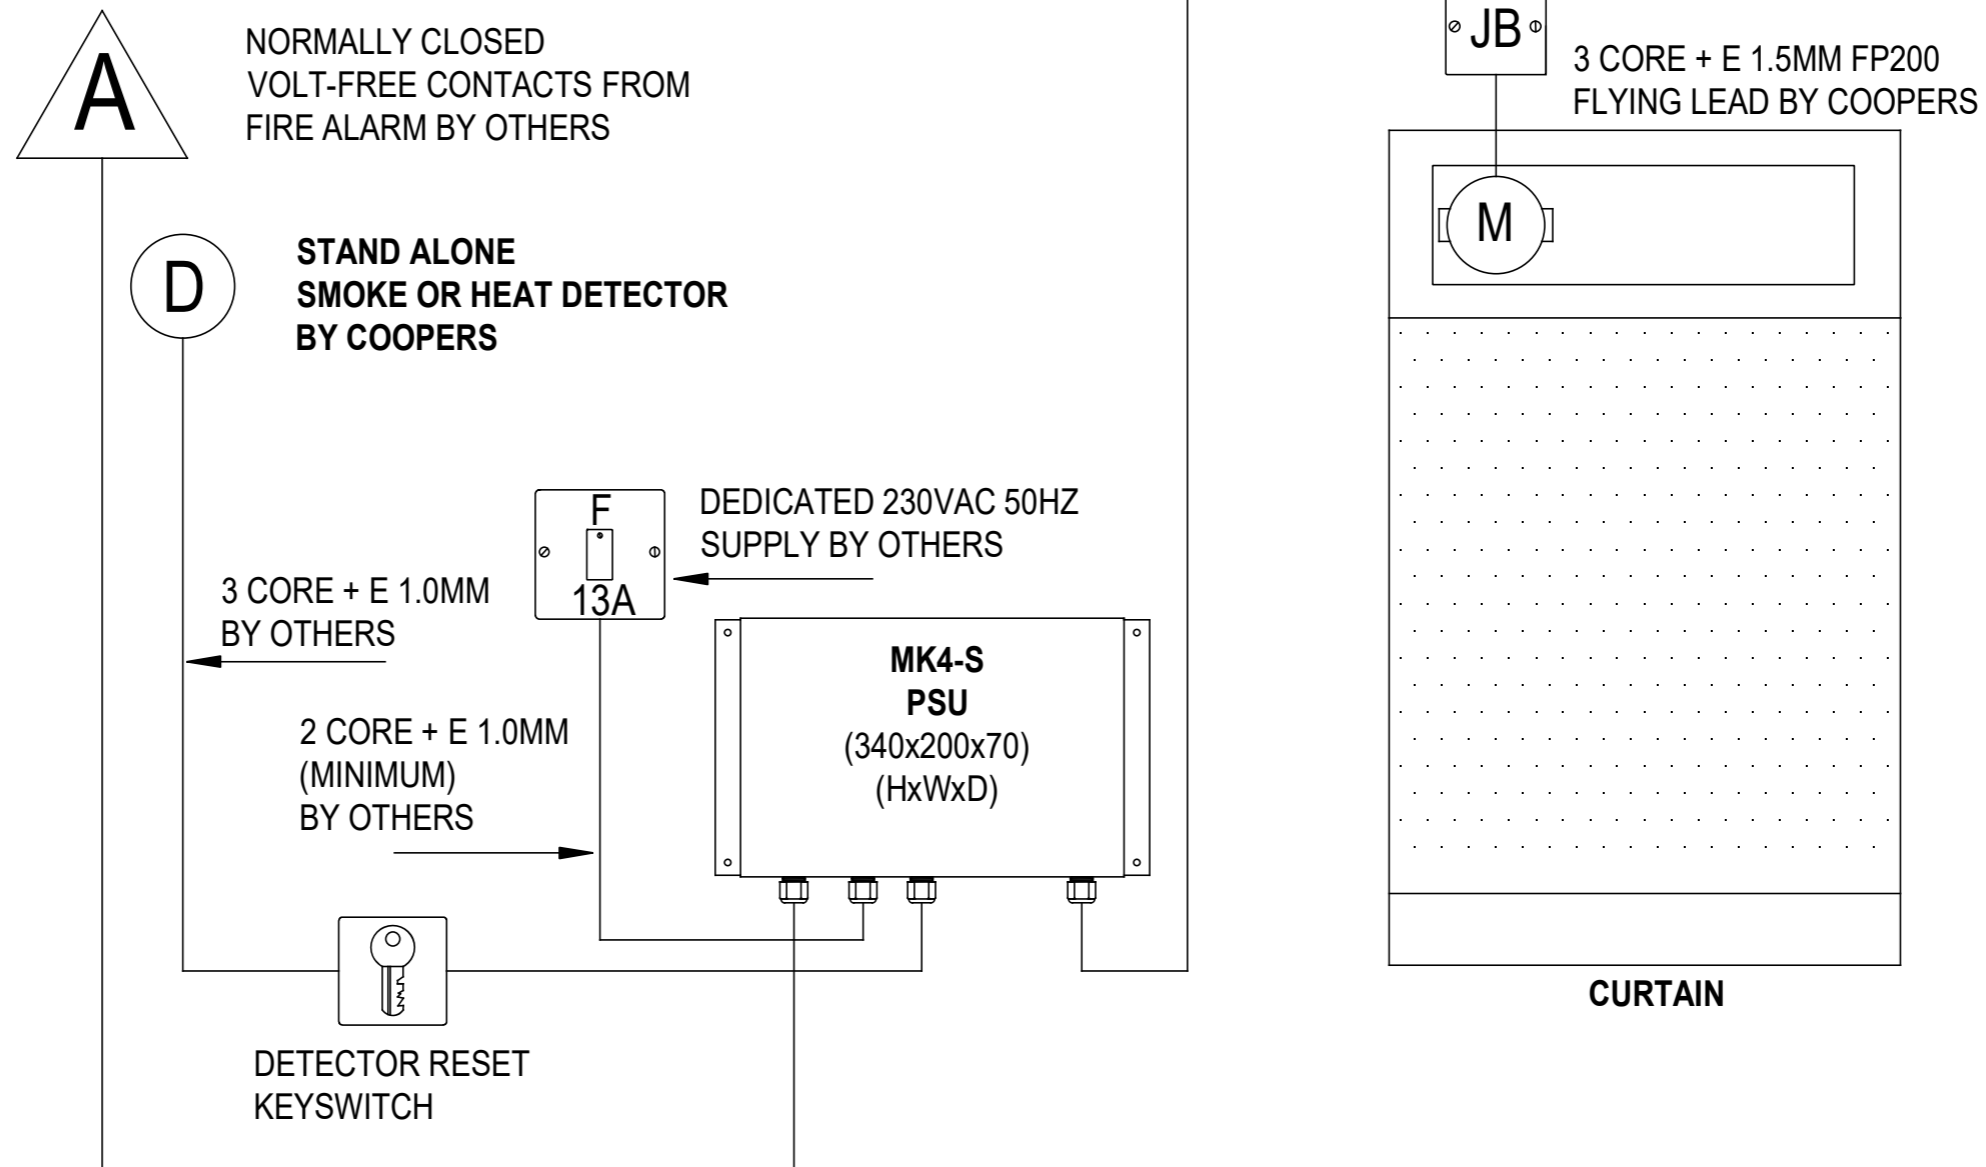 A
NORMALLY CLOSED
VOLT-FREE CONTACTS FROM
FIRE ALARM BY OTHERS
JB
3 CORE + E 1.5MM FP200
FLYING LEAD BY COOPERS
M
D
STAND ALONE
SMOKE OR HEAT DETECTOR
BY COOPERS
F
13A
DEDICATED 230VAC 50HZ
SUPPLY BY OTHERS
3 CORE + E 1.0MM
BY OTHERS
2 CORE + E 1.0MM
(MINIMUM)
BY OTHERS
MK4-S
PSU
(340x200x70)
(HxWxD)
DETECTOR RESET
KEYSWITCH
CURTAIN